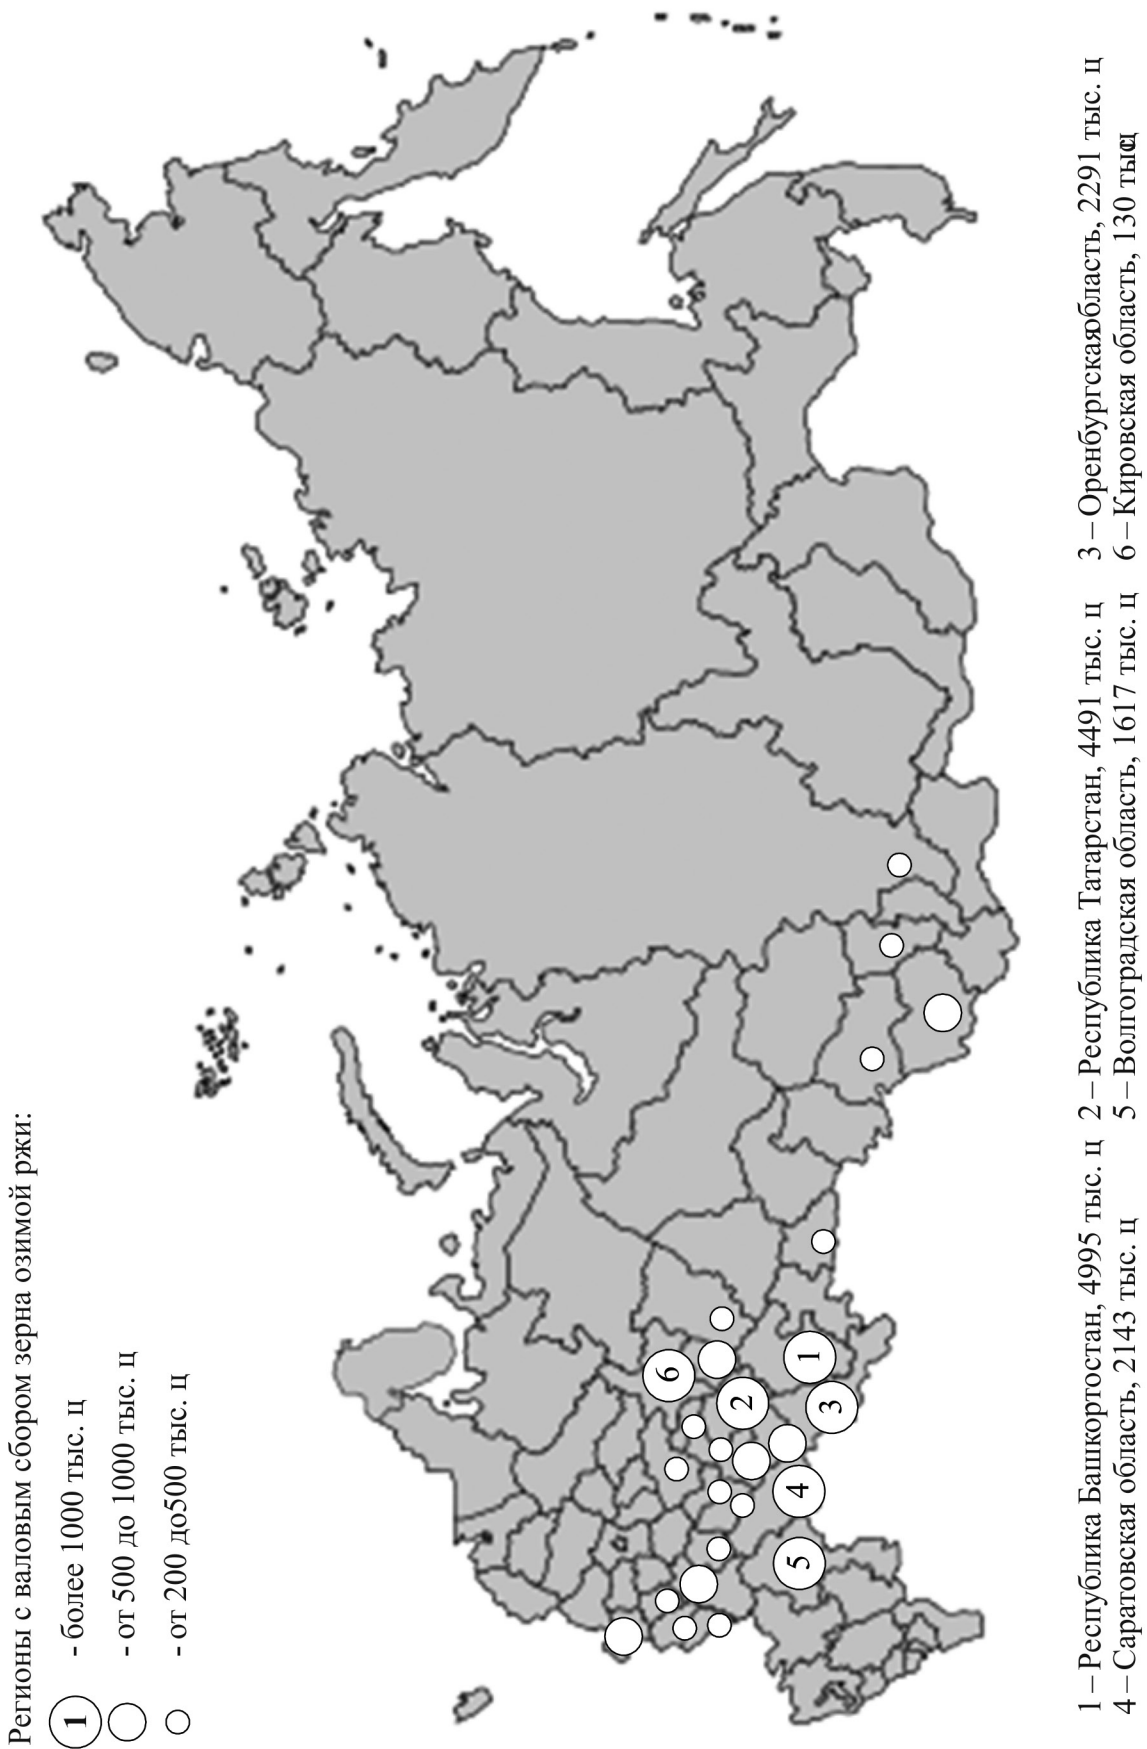 Регионы с валовым сбором зерна озимой ржи:
1 - более 1000 тыс. ц
- от 500 до 1000 тыс. ц
- от 200 до500 тыс. ц
6
1
2
3
4
5
1 – Республика Башкортостан, 4995 тыс. ц 2 – Республика Татарстан, 4491 тыс. ц 3 – Оренбургскаяобласть, 2291 тыс. ц
4 – Саратовская область, 2143 тыс. ц 5 – Волгоградская область, 1617 тыс. ц 6 – Кировская область, 130 тыс ц